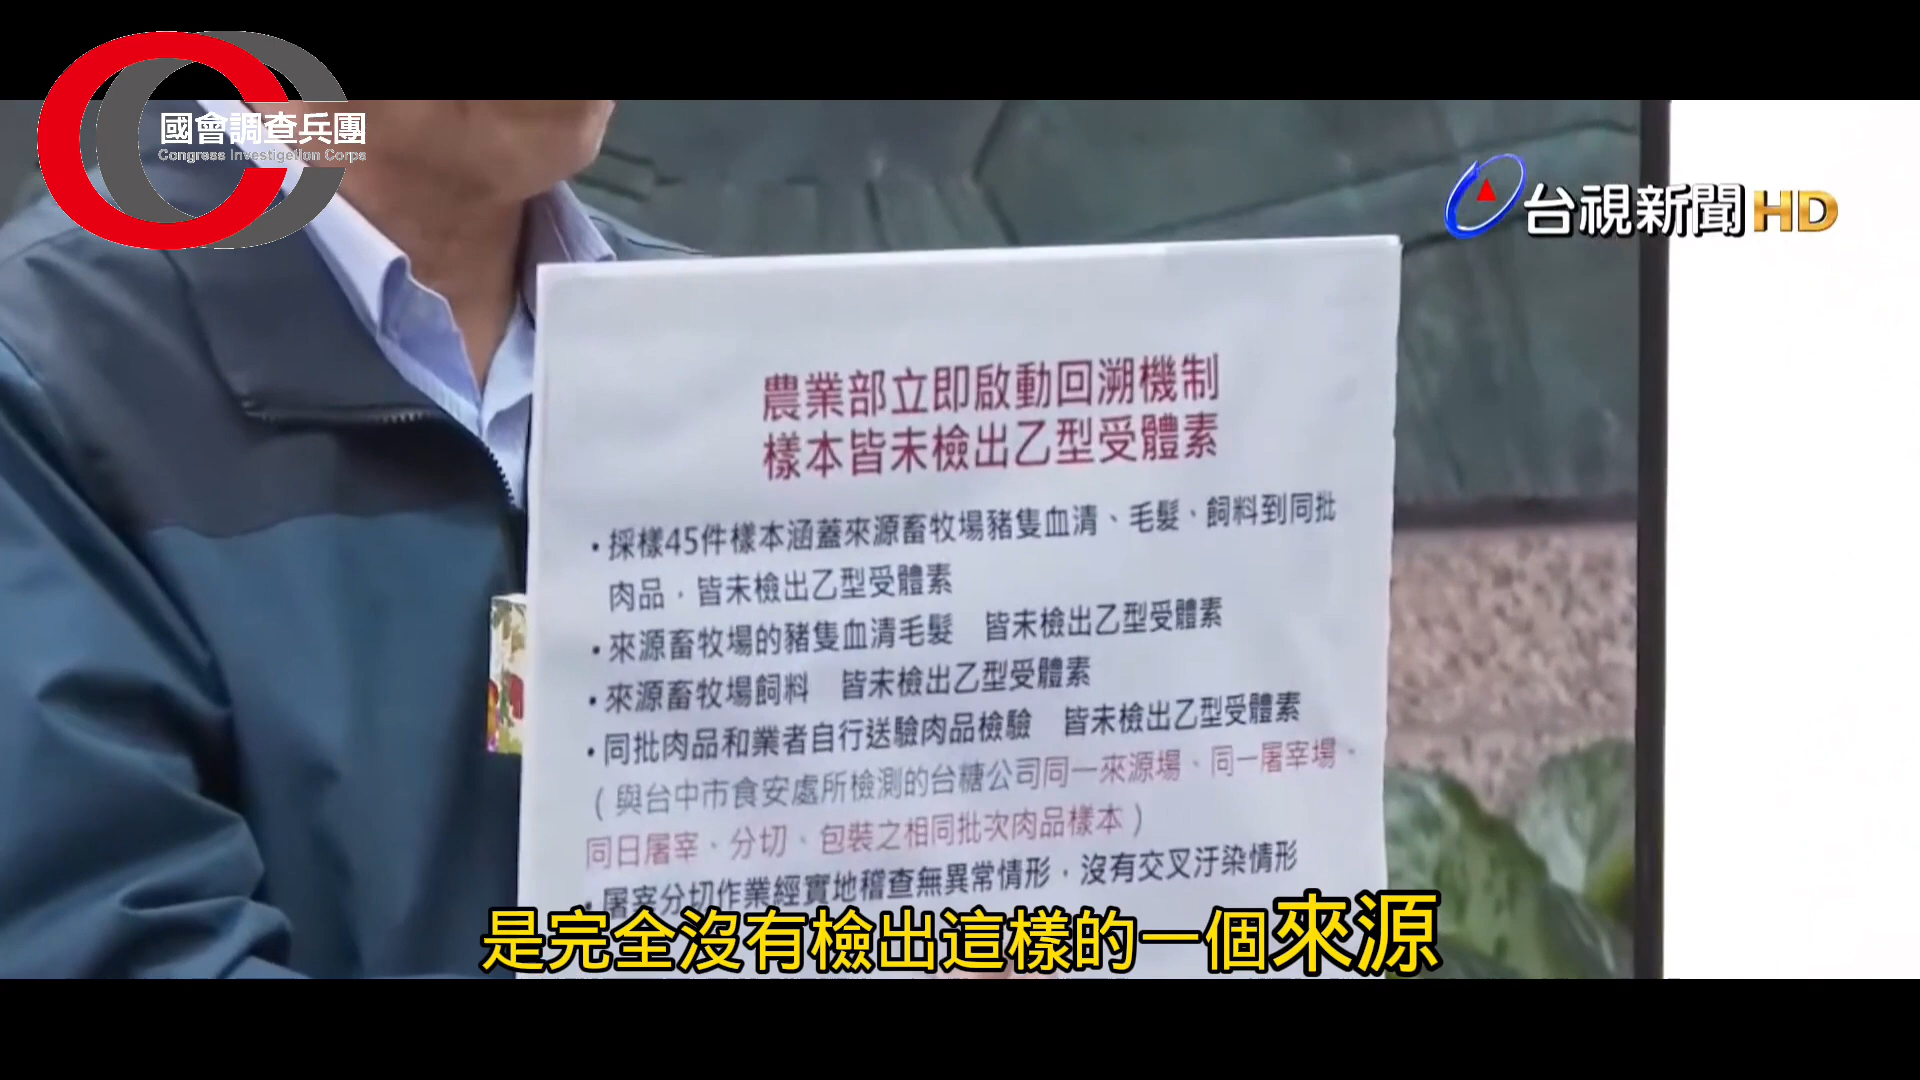 國會調查兵團
Congress Investigation Corps
台視新聞HD
農業部立即啟動回溯機制
樣本皆未檢出乙型受體素
•採樣45件樣本涵蓋來源畜牧場豬隻血清、毛髮、飼料到同批
肉品，皆未檢出乙型受體素
•來源畜牧場的豬隻血清毛髮 皆未檢出乙型受體素
•來源畜牧場飼料 皆未檢出乙型受體素
•同批肉品和業者自行送驗肉品檢驗 皆未檢出乙型受體素
（與台中市食安處所檢測的台糖公司同一來源場、同一屠宰場、
同日屠宰、分切、包裝之相同批次肉品樣本）
•屠宰分切作業經實地稽查無異常情形，沒有交叉汙染情形
是完全沒有檢出這樣的一個來源